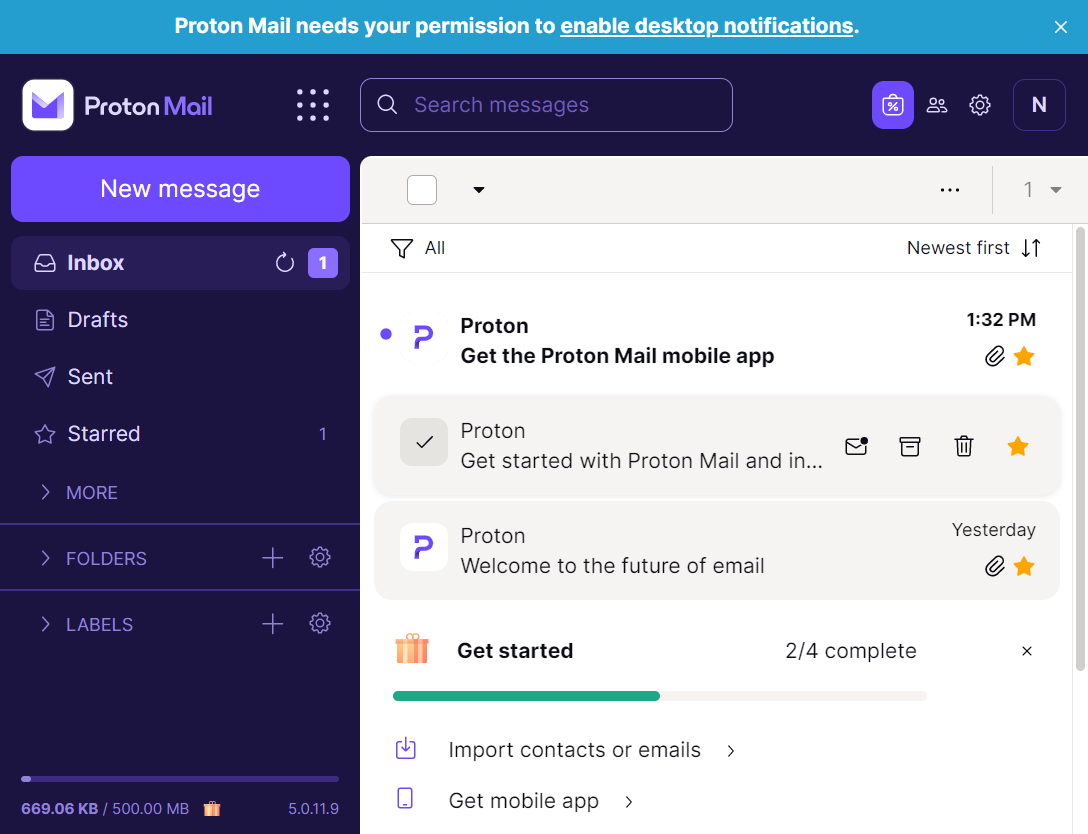 Proton Mail needs your permission to enable desktop notifications.
Proton Mail
Search messages
N
New message
1
Inbox
1
All
Newest first
Drafts
Proton
1:32 PM
Get the Proton Mail mobile app
Sent
Starred
1
Proton
Get started with Proton Mail and in...
MORE
Proton
Yesterday
Welcome to the future of email
FOLDERS
LABELS
Get started
2/4 complete
Import contacts or emails
Get mobile app
669.06 KB / 500.00 MB
5.0.11.9